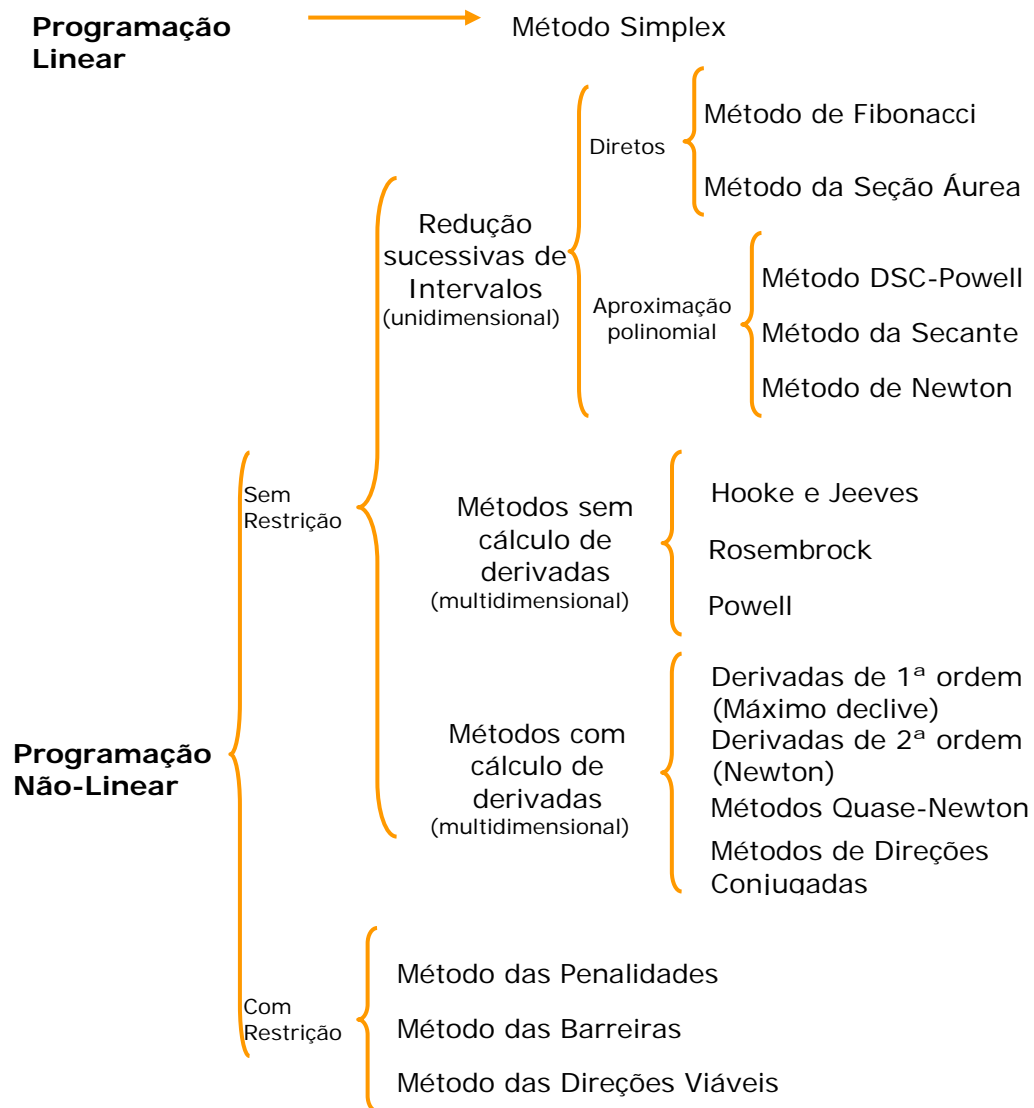 Programação
Linear
Método Simplex
Diretos
Método de Fibonacci
Método da Seção Áurea
Redução
sucessivas de
Intervalos
(unidimensional)
Aproximação
polinomial
Método DSC-Powell
Método da Secante
Método de Newton
Sem
Restrição
Métodos sem
cálculo de
derivadas
(multidimensional)
Hooke e Jeeves
Rosembrock
Powell
Métodos com
cálculo de
derivadas
(multidimensional)
Derivadas de 1ª ordem
(Máximo declive)
Derivadas de 2ª ordem
(Newton)
Métodos Quase-Newton
Métodos de Direções
Conjugadas
Programação
Não-Linear
Com
Restrição
Método das Penalidades
Método das Barreiras
Método das Direções Viáveis